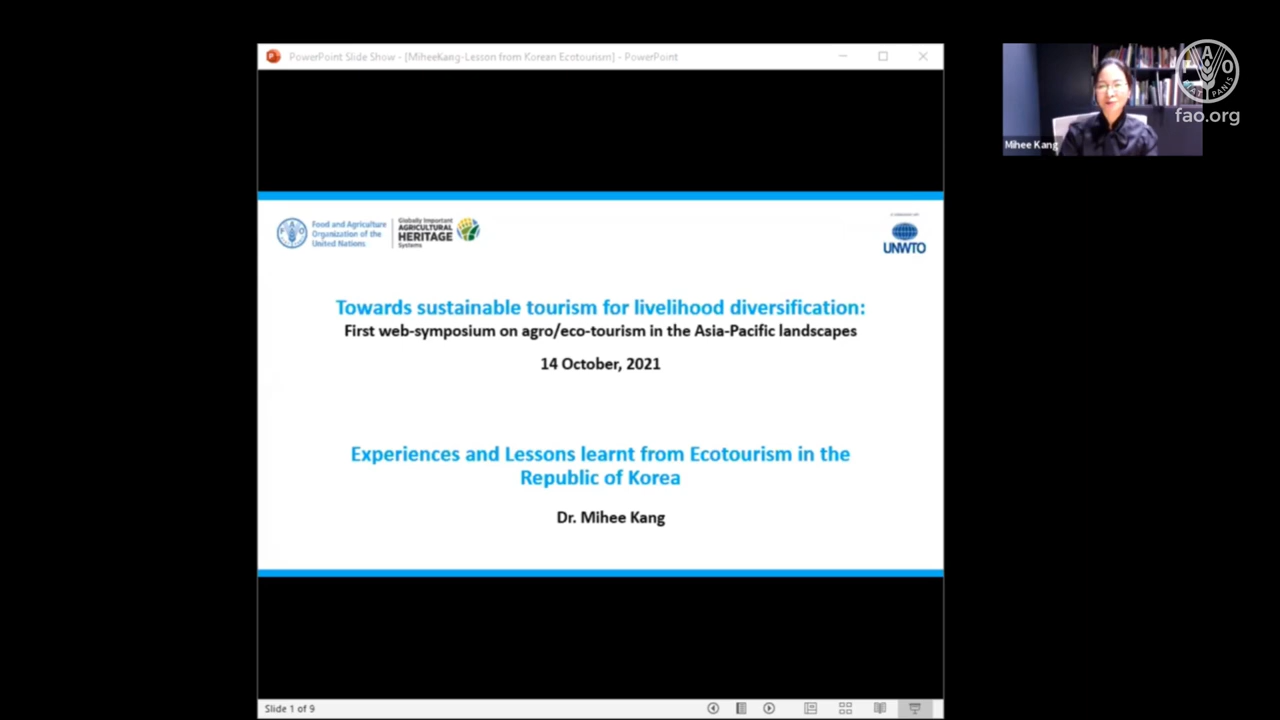 PowerPoint Slide Show - [MiheeKang-Lesson from Korean Ecotourism] - PowerPoint
FAO
FIAT PANIS
fao.org
Mihee Kang
Food and Agriculture
Organization of the
United Nations
Globally Important
AGRICULTURAL
HERITAGE
Systems
UNWTO
Towards sustainable tourism for livelihood diversification:
First web-symposium on agro/eco-tourism in the Asia-Pacific landscapes
14 October, 2021
Experiences and Lessons learnt from Ecotourism in the
Republic of Korea
Dr. Mihee Kang
Slide 1 of 9